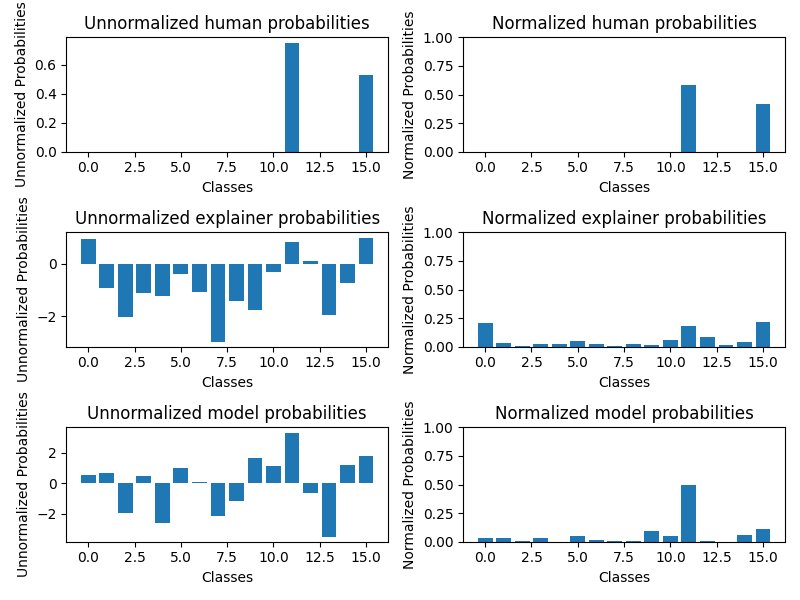 Unnormalized human probabilities
Unnormalized Probabilities
0.6
0.4
0.2
0.0
0.0 2.5 5.0 7.5 10.0 12.5 15.0
Classes
Normalized human probabilities
Normalized Probabilities
1.00
0.75
0.50
0.25
0.00
0.0 2.5 5.0 7.5 10.0 12.5 15.0
Classes
Unnormalized explainer probabilities
Unnormalized Probabilities
0
−2
0.0 2.5 5.0 7.5 10.0 12.5 15.0
Classes
Normalized explainer probabilities
Normalized Probabilities
1.00
0.75
0.50
0.25
0.00
0.0 2.5 5.0 7.5 10.0 12.5 15.0
Classes
Unnormalized model probabilities
Unnormalized Probabilities
2
0
−2
0.0 2.5 5.0 7.5 10.0 12.5 15.0
Classes
Normalized model probabilities
Normalized Probabilities
1.00
0.75
0.50
0.25
0.00
0.0 2.5 5.0 7.5 10.0 12.5 15.0
Classes